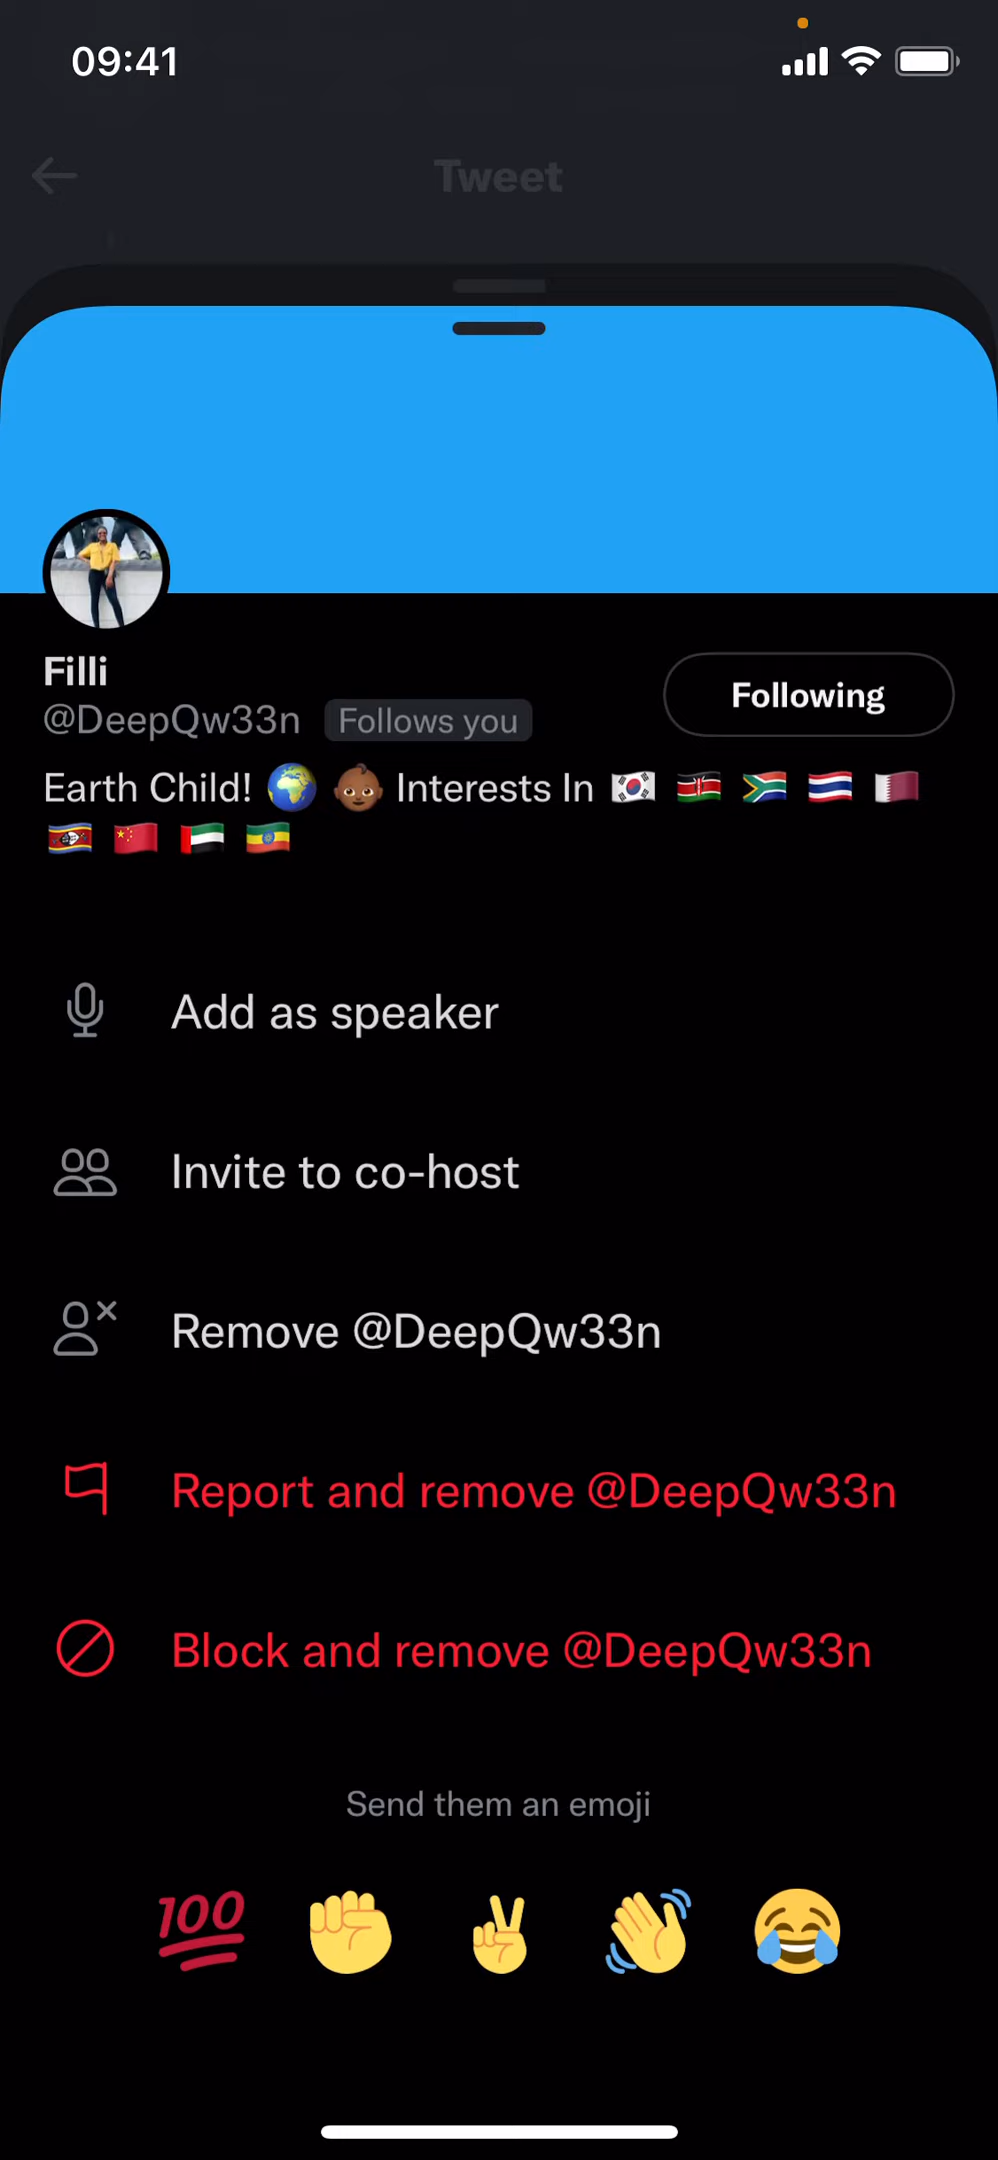 09:41
Tweet
Filli
@DeepQw33n Follows you
Following
Earth Child! 🌍 👶🏾 Interests In 🇰🇷 🇰🇪 🇿🇦 🇹🇭 🇶🇦
🇸🇿 🇨🇳 🇦🇪 🇪🇹
Add as speaker
Invite to co-host
Remove @DeepQw33n
Report and remove @DeepQw33n
Block and remove @DeepQw33n
Send them an emoji
💯 ✊ ✌️ 👋 😂